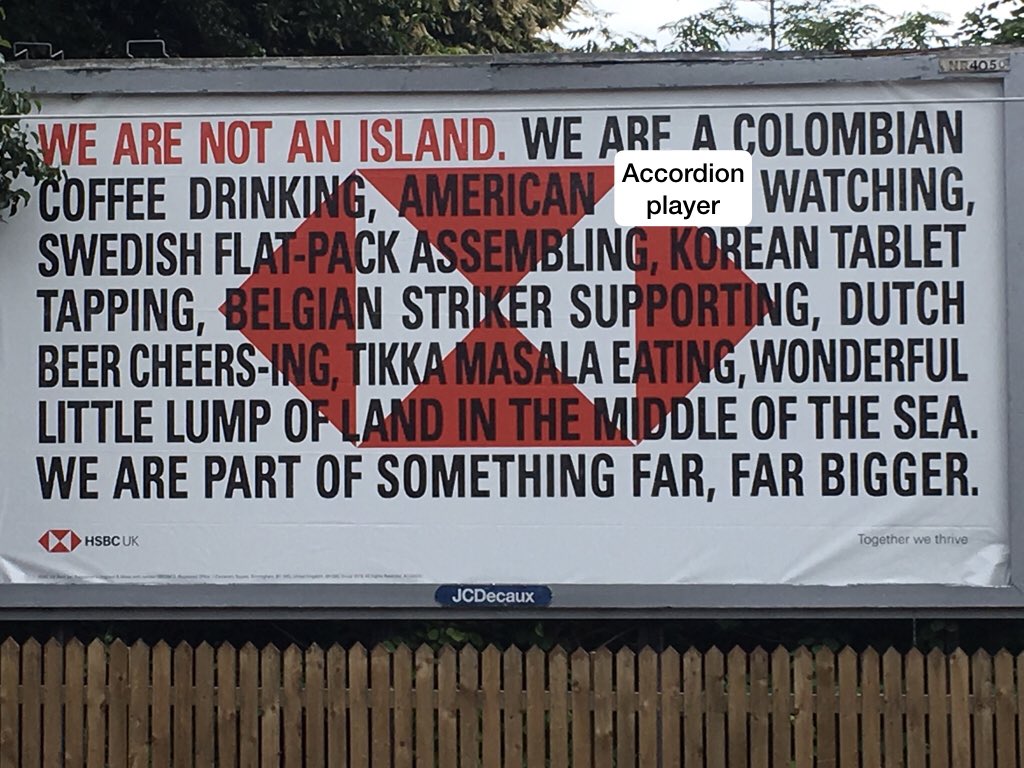 NR4050
WE ARE NOT AN ISLAND. WE ARE A COLOMBIAN
COFFEE DRINKING, AMERICAN Accordion player WATCHING,
SWEDISH FLAT-PACK ASSEMBLING, KOREAN TABLET
TAPPING, BELGIAN STRIKER SUPPORTING, DUTCH
BEER CHEERS-ING, TIKKA MASALA EATING, WONDERFUL
LITTLE LUMP OF LAND IN THE MIDDLE OF THE SEA.
WE ARE PART OF SOMETHING FAR, FAR BIGGER.
HSBC UK
Together we thrive
JCDecaux